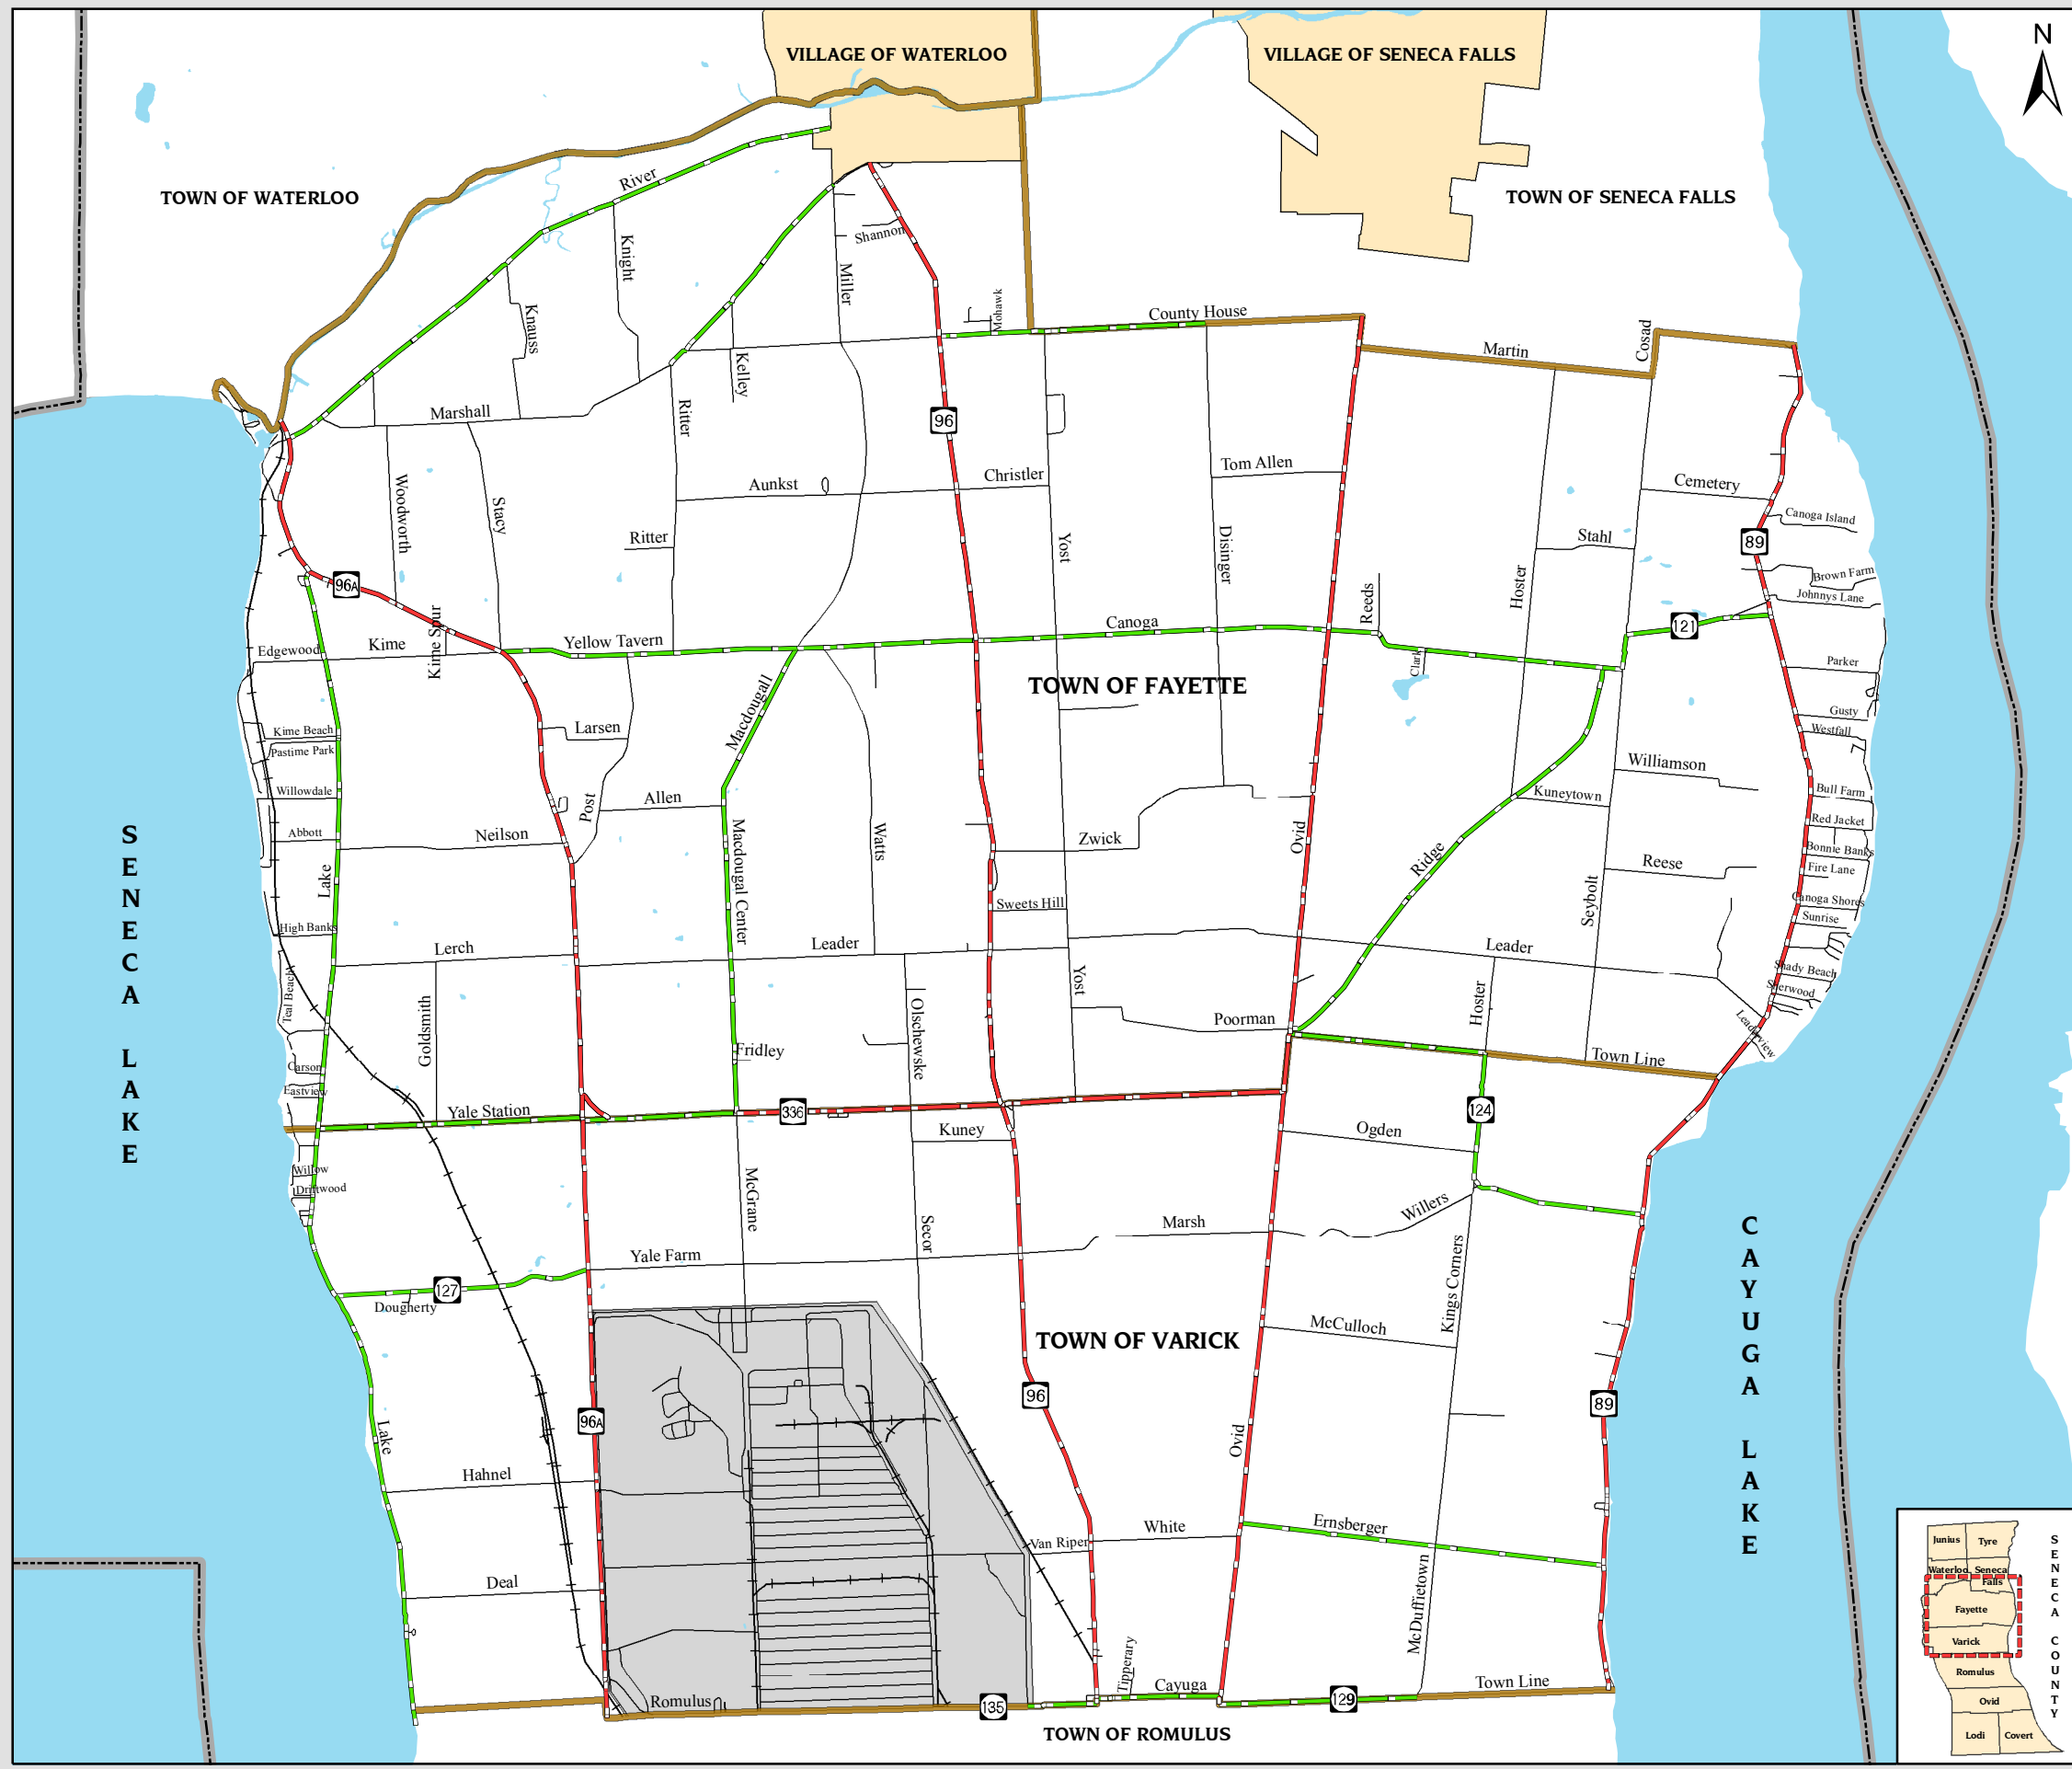 VILLAGE OF WATERLOO
VILLAGE OF SENECA FALLS
N
TOWN OF WATERLOO
TOWN OF SENECA FALLS
River
Shannon
Knight
Miller
Mohawk
Knauss
County House
Cosad
Martin
Kelley
Marshall
Ritter
96
Tom Allen
Christler
Aunkst
Cemetery
Woodworth
Stacy
Canoga Island
Ritter
Yost
Disinger
Stahl
89
Hoster
Reeds
Brown Farm
Johnnys Lane
96A
Kime Spur
Canoga
121
Edgewood
Kime
Yellow Tavern
Clark
Parker
TOWN OF FAYETTE
Macdougall
Gusty
Westfall
Kime Beach
Larsen
Pastime Park
Williamson
Willowdale
Allen
Post
Kuneytown
Bull Farm
Red Jacket
Abbott
Neilson
Macdougal Center
Watts
Zwick
Ovid
Ridge
Bonnie Banks
Reese
Fire Lane
Lake
Seybolt
Sweets Hill
Canoga Shores
Sunrise
High Banks
Lerch
Leader
Leader
Yost
Shady Beach
Teal Beach
Hoster
Sherwood
Goldsmith
Olschewske
Poorman
Leaderview
Fridley
Town Line
Carson
Eastview
Yale Station
336
124
Kuney
Ogden
Willow
Driftwood
McGrane
Secor
Willers
Marsh
Yale Farm
Kings Corners
127
Dougherty
McCulloch
TOWN OF VARICK
96
89
96A
Lake
Ovid
Hahnel
White
Ernsberger
Van Riper
Deal
McDuffietown
Tipperary
Cayuga
Town Line
Romulus
135
129
TOWN OF ROMULUS
SENECA LAKE
CAYUGA LAKE
Junius
Tyre
Waterloo
Seneca
Falls
Fayette
Varick
Romulus
Ovid
Lodi
Covert
SENECA COUNTY